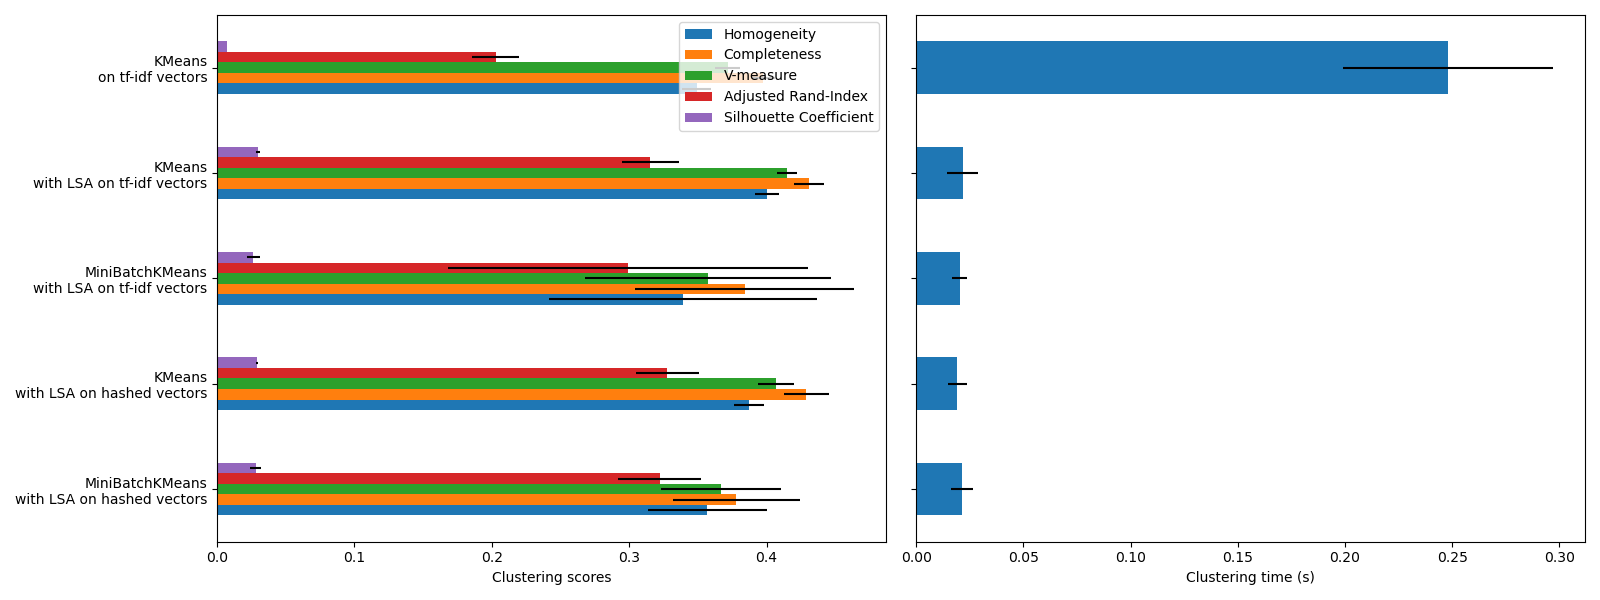 KMeans
on tf-idf vectors
KMeans
with LSA on tf-idf vectors
MiniBatchKMeans
with LSA on tf-idf vectors
KMeans
with LSA on hashed vectors
MiniBatchKMeans
with LSA on hashed vectors
Homogeneity
Completeness
V-measure
Adjusted Rand-Index
Silhouette Coefficient
0.0 0.1 0.2 0.3 0.4
Clustering scores
0.00 0.05 0.10 0.15 0.20 0.25 0.30
Clustering time (s)